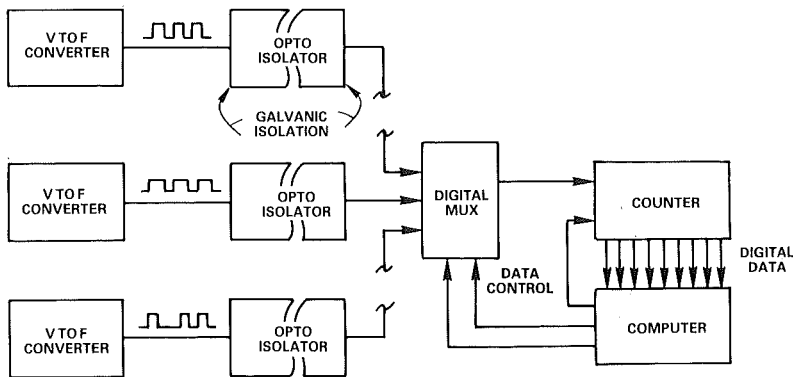 V TO F
CONVERTER
OPTO
ISOLATOR
GALVANIC
ISOLATION
V TO F
CONVERTER
OPTO
ISOLATOR
DIGITAL
MUX
COUNTER
DIGITAL
DATA
DATA
CONTROL
V TO F
CONVERTER
OPTO
ISOLATOR
COMPUTER